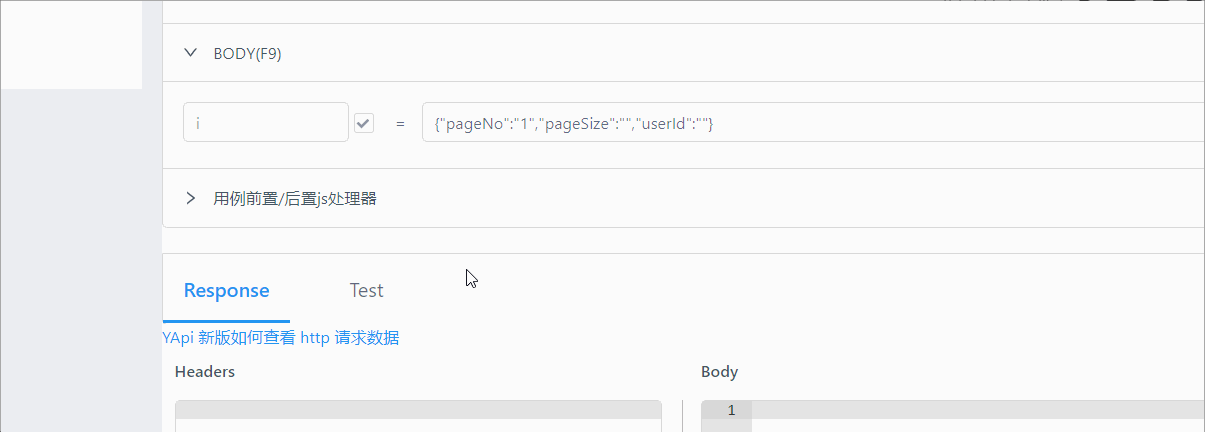 BODY(F9)
i = {"pageNo":"1","pageSize":"","userId":""}
用例前置/后置js处理器
Response Test
YApi 新版如何查看 http 请求数据
Headers Body
1